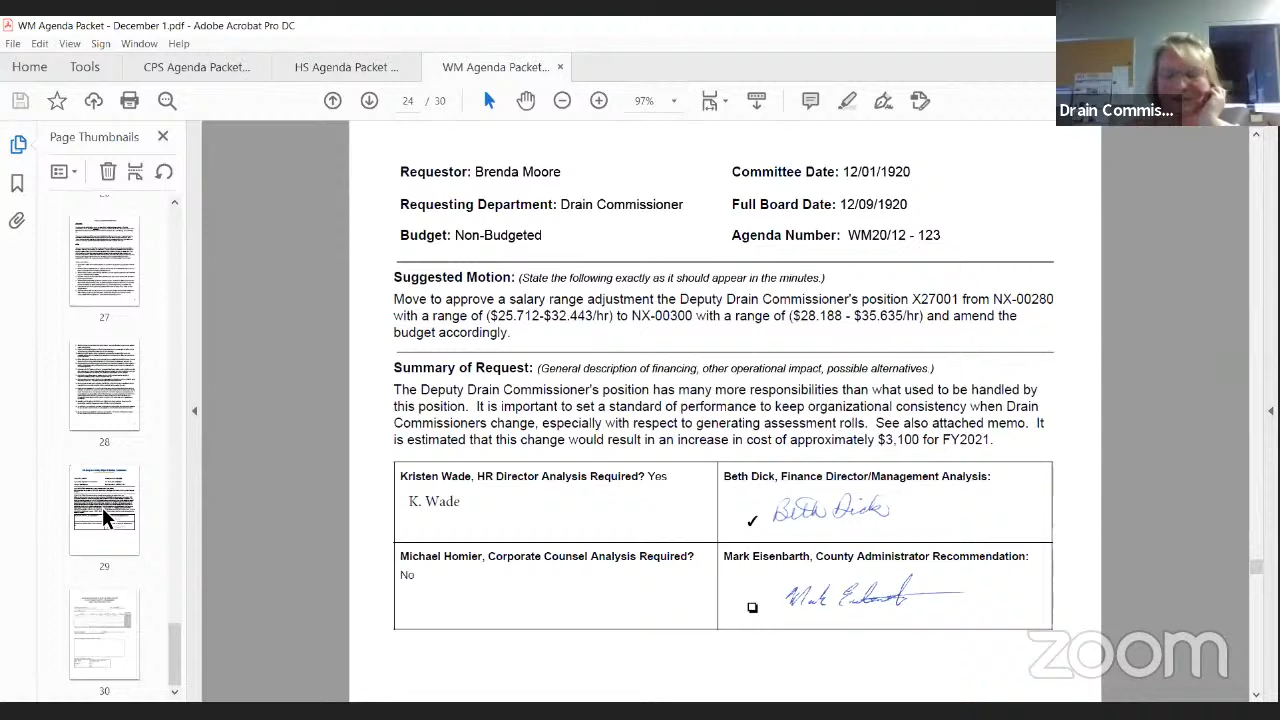 WM Agenda Packet - December 1.pdf - Adobe Acrobat Pro DC
File Edit View Sign Window Help
Home Tools CPS Agenda Packet... HS Agenda Packet ... WM Agenda Packet... ×
24 / 30 97%
Drain Commis...
Page Thumbnails
27
28
29
30
Requestor: Brenda Moore Committee Date: 12/01/1920
Requesting Department: Drain Commissioner Full Board Date: 12/09/1920
Budget: Non-Budgeted Agenda Number: WM20/12 - 123
Suggested Motion: (State the following exactly as it should appear in the minutes.)
Move to approve a salary range adjustment the Deputy Drain Commissioner's position X27001 from NX-00280
with a range of ($25.712-$32.443/hr) to NX-00300 with a range of ($28.188 - $35.635/hr) and amend the
budget accordingly.
Summary of Request: (General description of financing, other operational impact, possible alternatives.)
The Deputy Drain Commissioner's position has many more responsibilities than what used to be handled by
this position. It is important to set a standard of performance to keep organizational consistency when Drain
Commissioners change, especially with respect to generating assessment rolls. See also attached memo. It
is estimated that this change would result in an increase in cost of approximately $3,100 for FY2021.
Kristen Wade, HR Director Analysis Required? Yes
K. Wade
Beth Dick, Finance Director/Management Analysis:
Beth Dick
Michael Homier, Corporate Counsel Analysis Required?
No
Mark Eisenbarth, County Administrator Recommendation:
Mark Eisenbarth
zoom